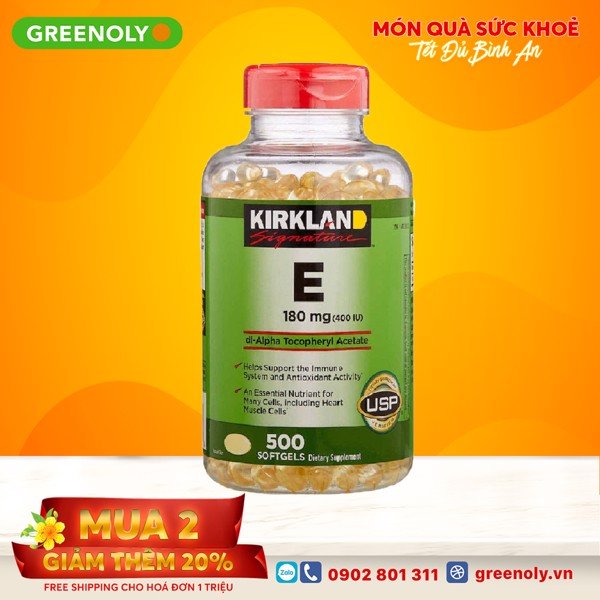 GREENOLY
MÓN QUÀ SỨC KHOẺ
Tết Đủ Bình An
KIRKLAND
Signature
E
180 mg (400 IU)
dl-Alpha Tocopheryl Acetate
Helps Support the Immune
System and Antioxidant Activity
An Essential Nutrient for
Many Cells, Including Heart
Muscle Cells
USP
500
SOFTGELS Dietary Supplement
MUA 2
GIẢM THÊM 20%
FREE SHIPPING CHO HOÁ ĐƠN 1 TRIỆU
Zalo
0902 801 311
greenoly.vn